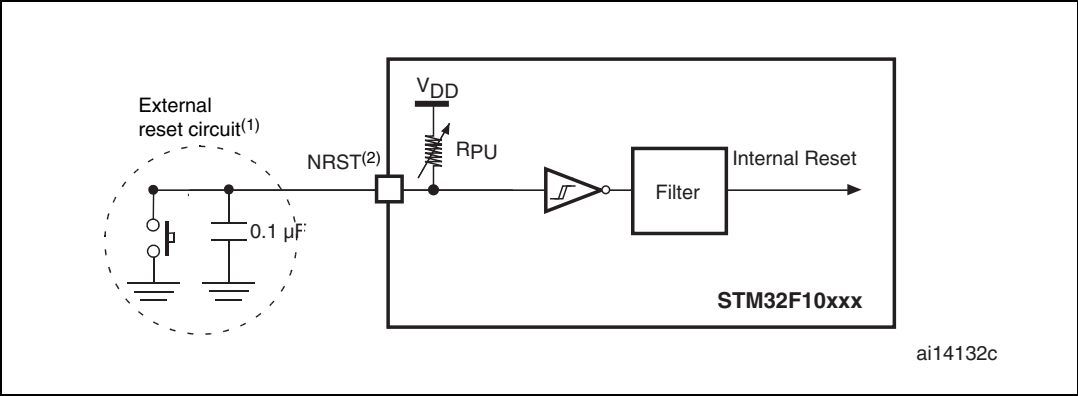 VDD
External
reset circuit(1)
NRST(2)
RPU
Internal Reset
Filter
0.1 µF
STM32F10xxx
ai14132c